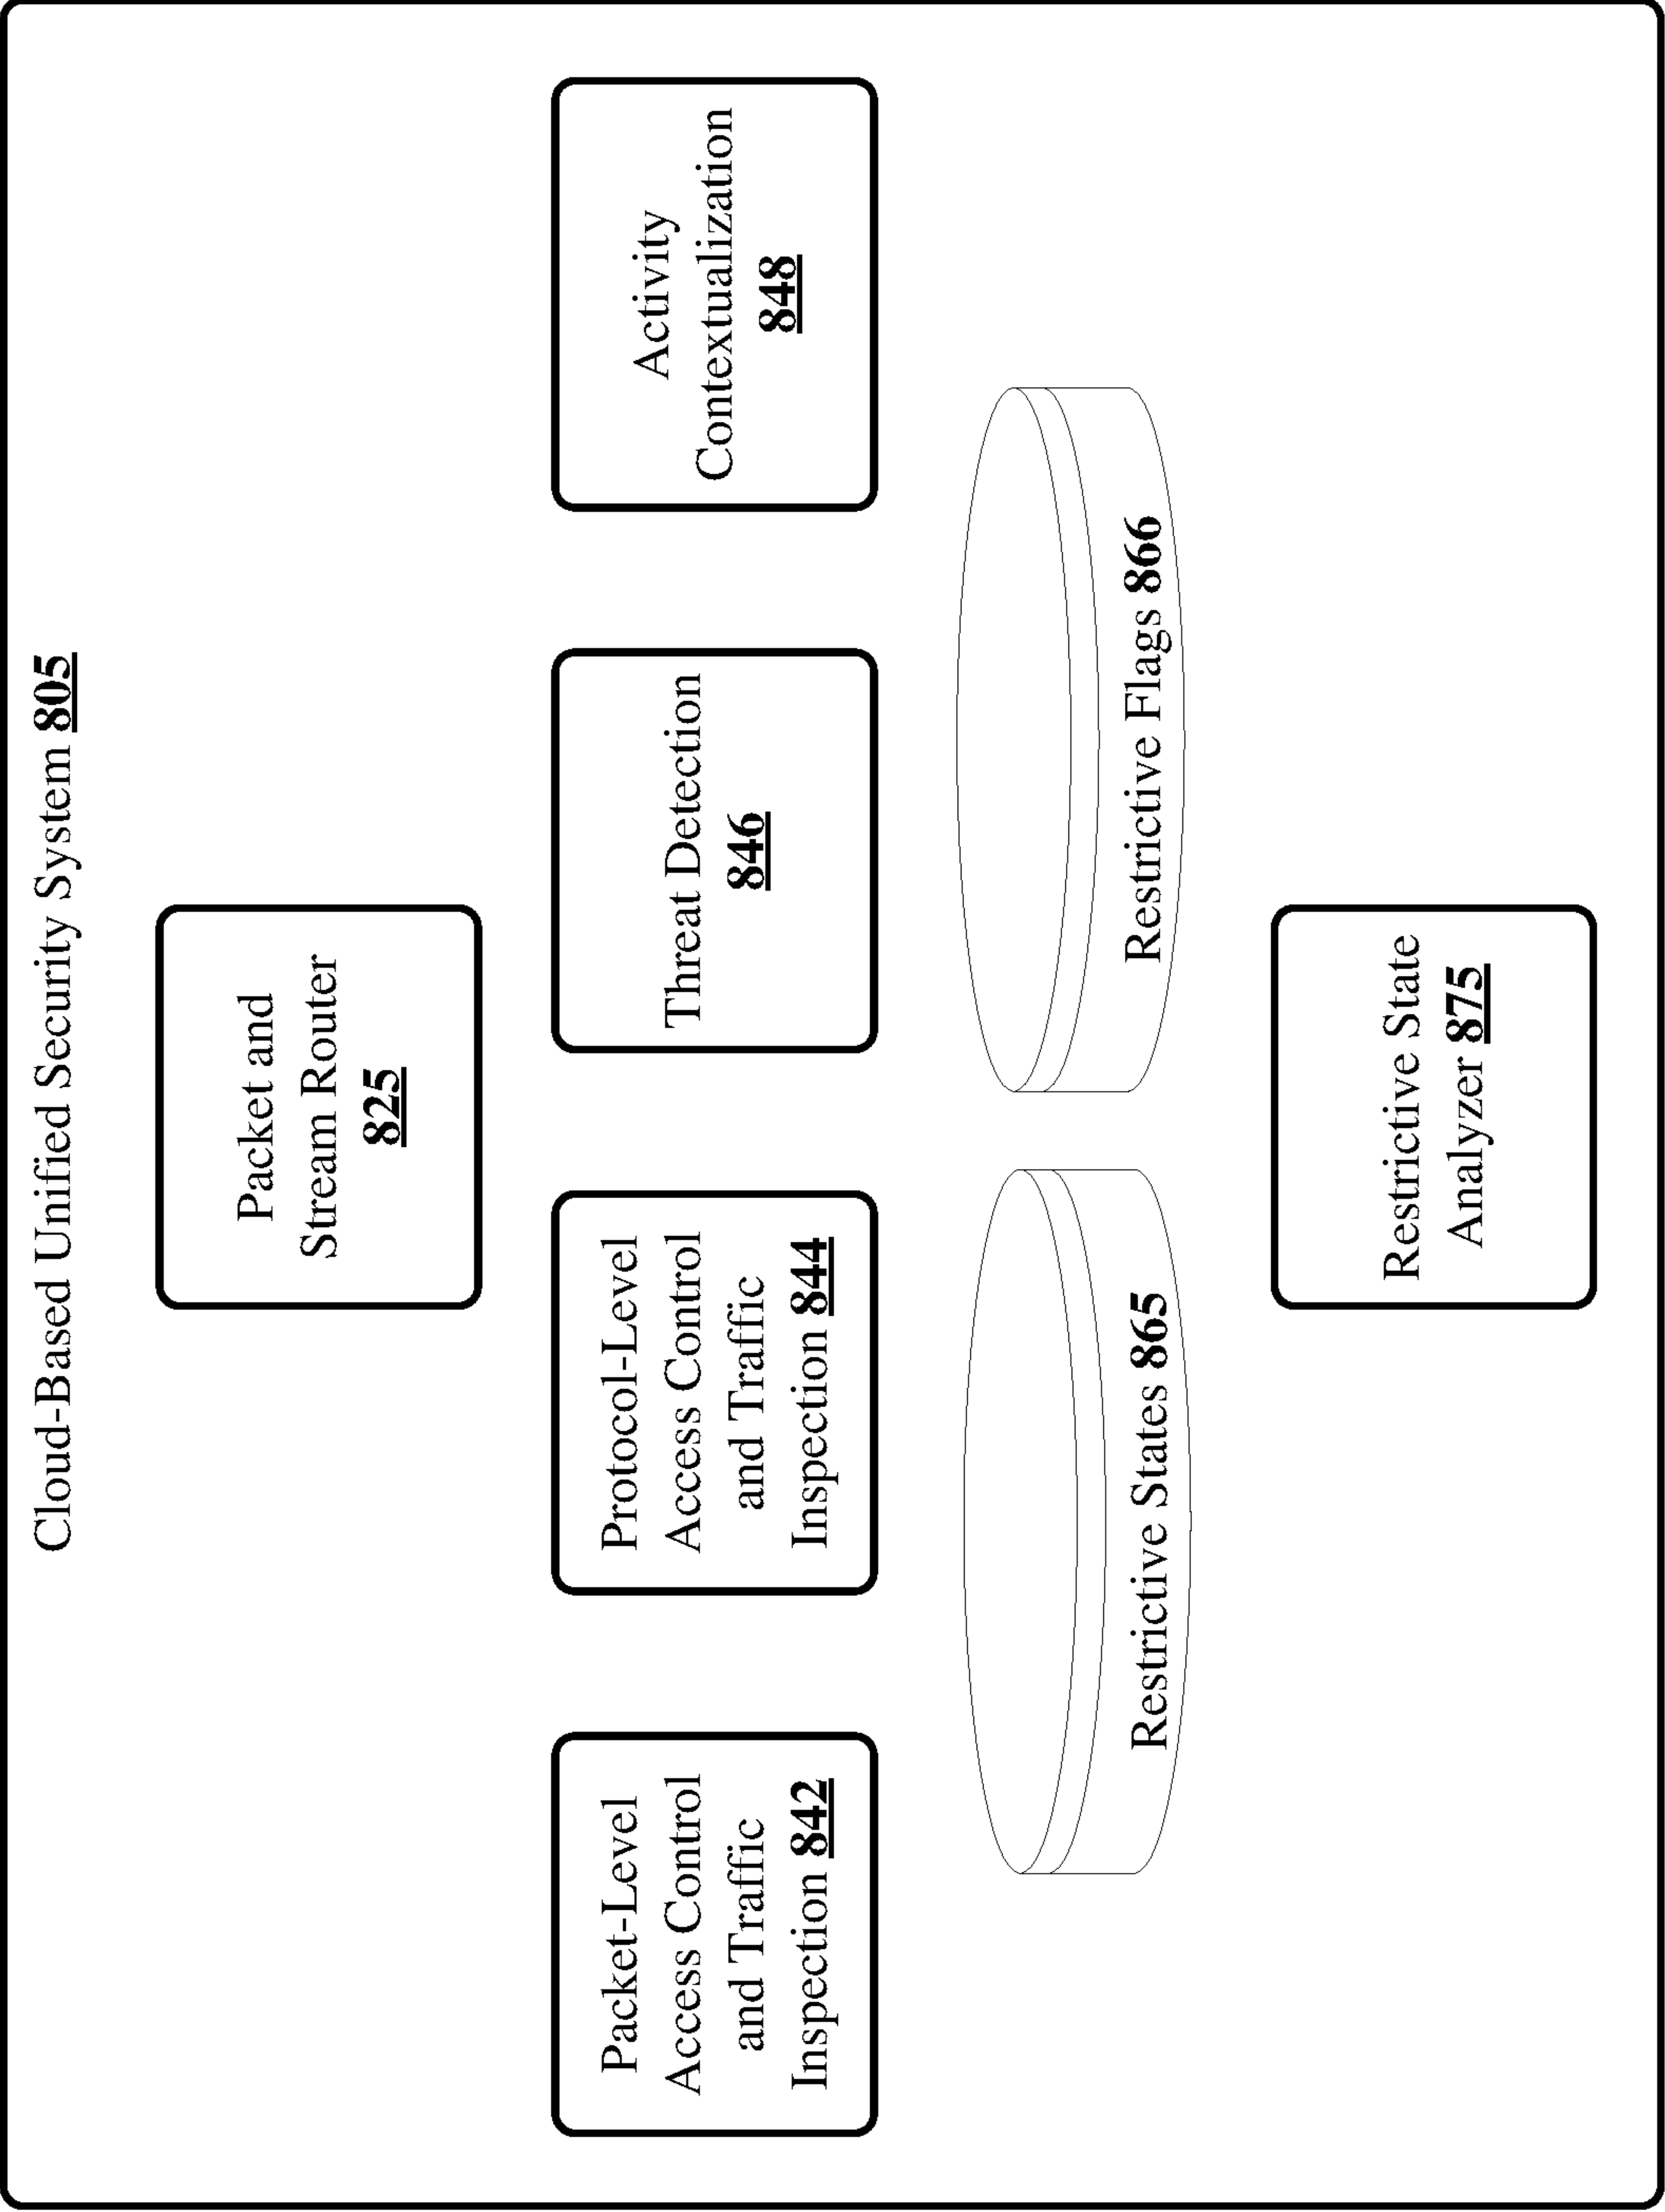 Cloud-Based Unified Security System 805
Packet and
Stream Router
825
Packet-Level
Access Control
and Traffic
Inspection 842
Protocol-Level
Access Control
and Traffic
Inspection 844
Threat Detection
846
Activity
Contextualization
848
Restrictive States 865
Restrictive Flags 866
Restrictive State
Analyzer 875